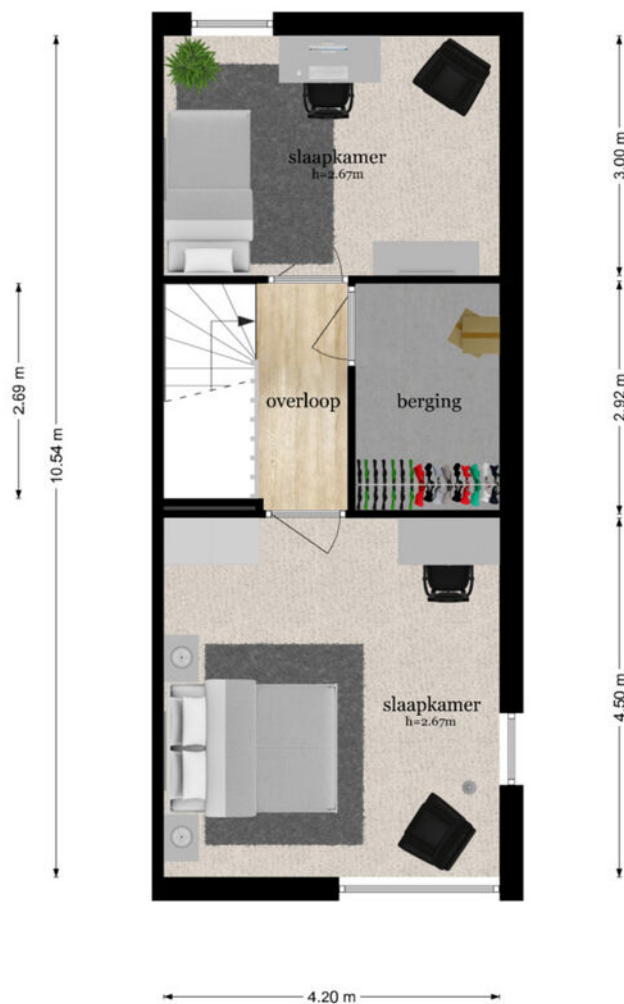 slaapkamer
h=2.67m
3.00 m
2.69 m
10.54 m
overloop
berging
2.92 m
slaapkamer
h=2.67m
4.50 m
4.20 m